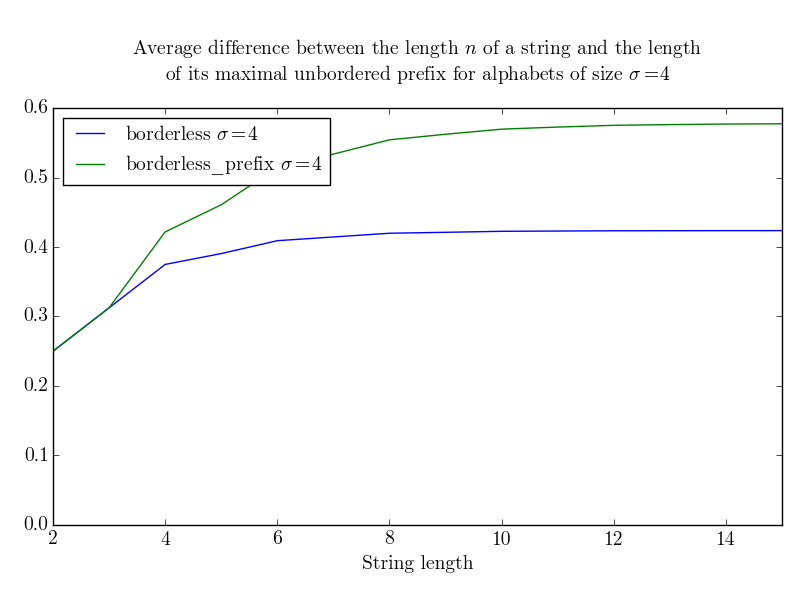 Average difference between the length n of a string and the length
of its maximal unbordered prefix for alphabets of size σ=4
0.6
borderless σ=4
borderless_prefix σ=4
0.5
0.4
0.3
0.2
0.1
0.0
2 4 6 8 10 12 14
String length